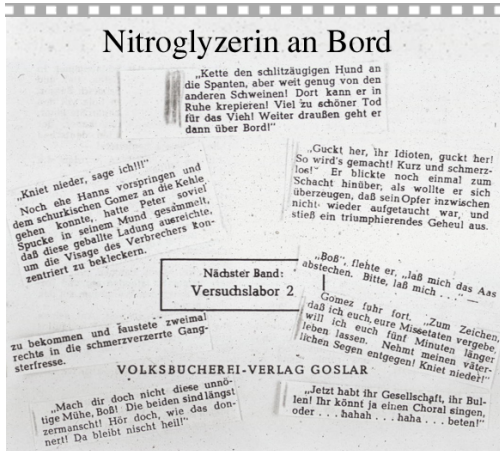 Nitroglyzerin an Bord
„Kette den schlitzäugigen Hund an
die Spanten, aber weit genug von den
anderen Schweinen! Dort kann er in
Ruhe krepieren! Viel zu schöner Tod
für das Vieh! Weiter draußen geht er
dann über Bord!“
„Kniet nieder, sage ich!!!“
Noch ehe Hanns vorspringen und
dem schurkischen Gomez an die Kehle
gehen konnte, hatte Peter soviel
Spucke in seinem Mund gesammelt,
daß diese geballte Ladung ausreichte,
um die Visage des Verbrechers kon-
zentriert zu bekleckern.
„Guckt her, ihr Idioten, guckt her!
So wird's gemacht! Kurz und schmerz-
los!“ Er blickte noch einmal zum
Schacht hinüber, als wollte er sich
überzeugen, daß sein Opfer inzwischen
nicht wieder aufgetaucht war, und
stieß ein triumphierendes Geheul aus.
Nächster Band:
Versuchslabor 2
„Boß“, flehte er, „laß mich das Aas
abstechen. Bitte, laß mich . . .“ —
Gomez fuhr fort. „Zum Zeichen,
daß ich euch, eure Missetaten vergebe,
will ich euch fünf Minuten länger
leben lassen. Nehmt meinen väter-
lichen Segen entgegen! Kniet nieder!“
zu bekommen und faustete zweimal
rechts in die schmerzverzerrte Gang-
sterfresse.
VOLKSBÜCHEREI-VERLAG GOSLAR
„Mach dir doch nicht diese unnö-
tige Mühe, Boß! Die beiden sind längst
zermanscht! Hör doch, wie das don-
nert! Da bleibt nischt heil!“
„Jetzt habt ihr Gesellschaft, ihr Bul-
len! Ihr könnt ja einen Choral singen,
oder . . . hahah . . . haha . . . beten!